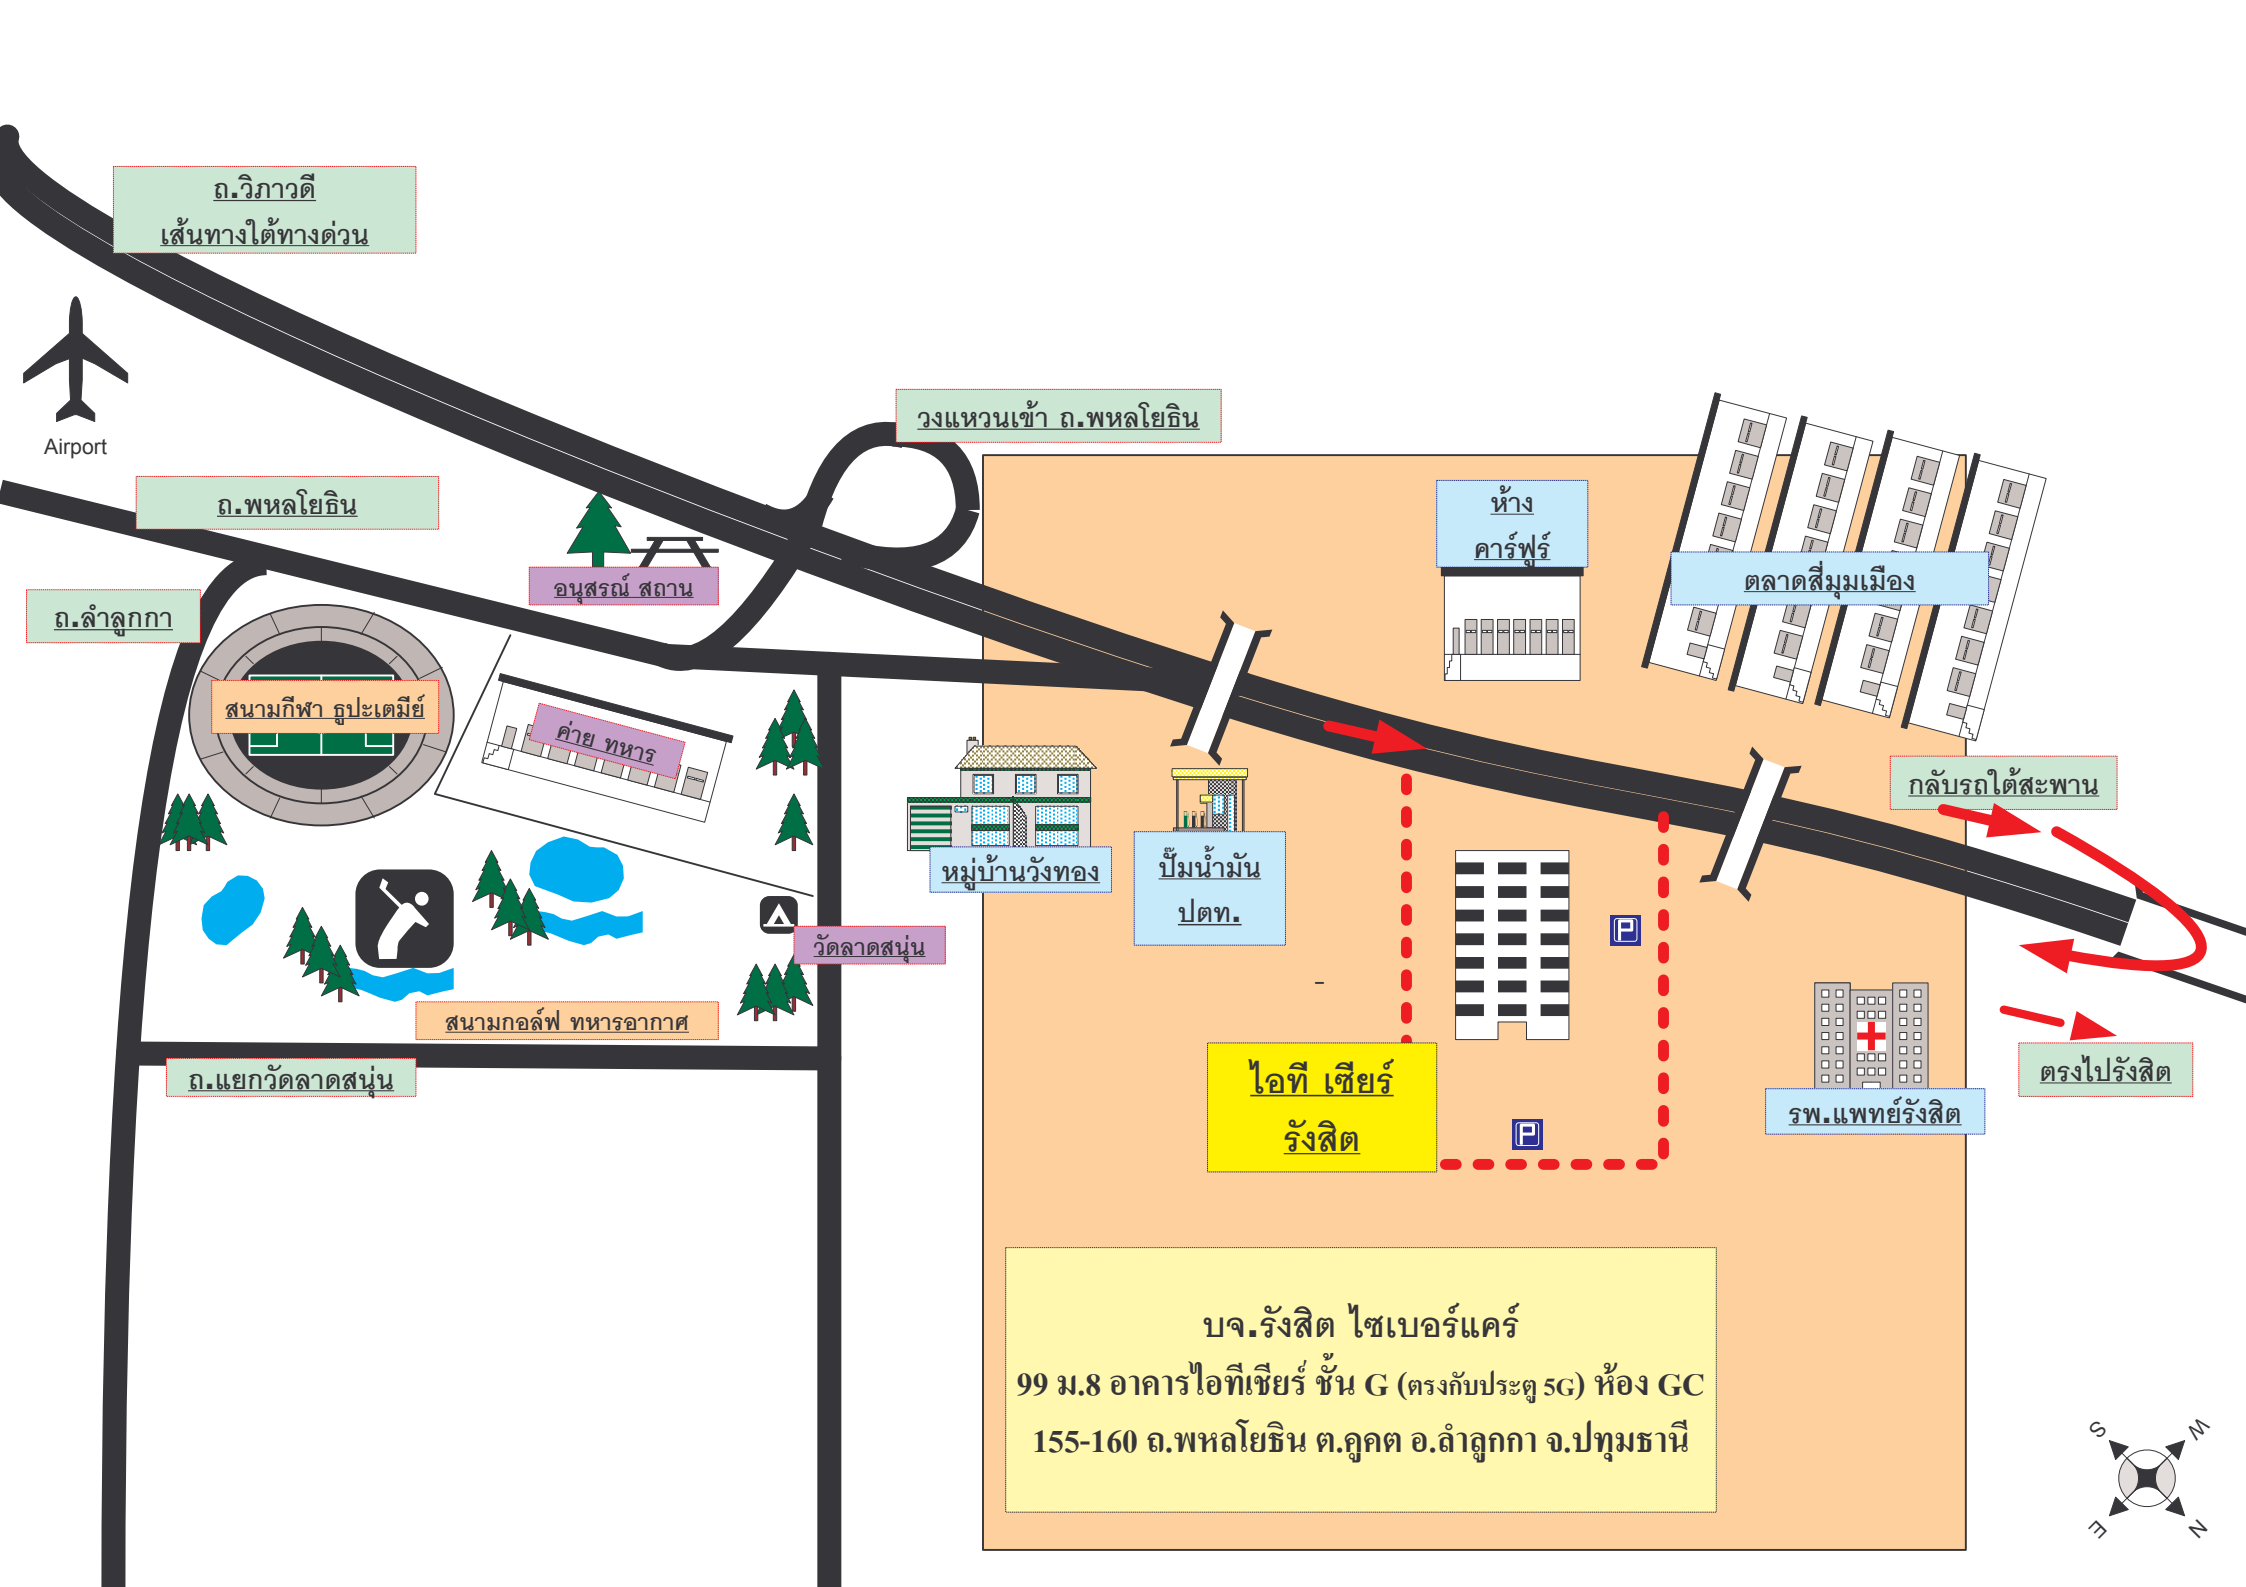 ถ.วิภาวดี
เส้นทางใต้ทางด่วน
Airport
วงแหวนเข้า ถ.พหลโยธิน
ถ.พหลโยธิน
ห้าง
คาร์ฟูร์
ตลาดสี่มุมเมือง
อนุสรณ์ สถาน
ถ.ลำลูกกา
สนามกีฬา ธูปะเตมีย์
ค่าย ทหาร
กลับรถใต้สะพาน
หมู่บ้านวังทอง
ปั๊มน้ำมัน
ปตท.
P
วัดลาดสนุ่น
-
สนามกอล์ฟ ทหารอากาศ
ถ.แยกวัดลาดสนุ่น
ไอที เซียร์
รังสิต
P
ตรงไปรังสิต
รพ.แพทย์รังสิต
บจ.รังสิต ไซเบอร์แคร์
99 ม.8 อาคารไอทีเซียร์ ชั้น G (ตรงกับประตู 5G) ห้อง GC
155-160 ถ.พหลโยธิน ต.คูคต อ.ลำลูกกา จ.ปทุมธานี
S
W
E
N